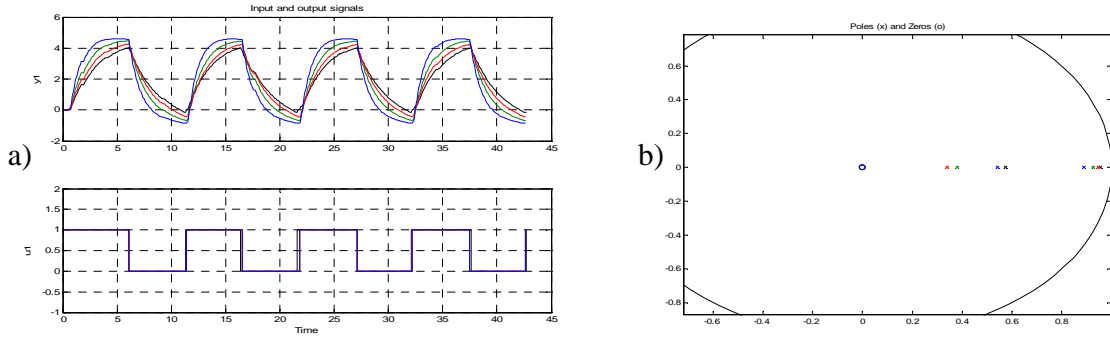 Input and output signals
6
4
2
0
-2
y1
0 5 10 15 20 25 30 35 40 45
a)
2
1.5
1
0.5
0
-0.5
-1
u1
0 5 10 15 20 25 30 35 40 45
Time
Poles (x) and Zeros (o)
0.6
0.4
0.2
0
-0.2
-0.4
-0.6
-0.8
b)
-0.6 -0.4 -0.2 0 0.2 0.4 0.6 0.8